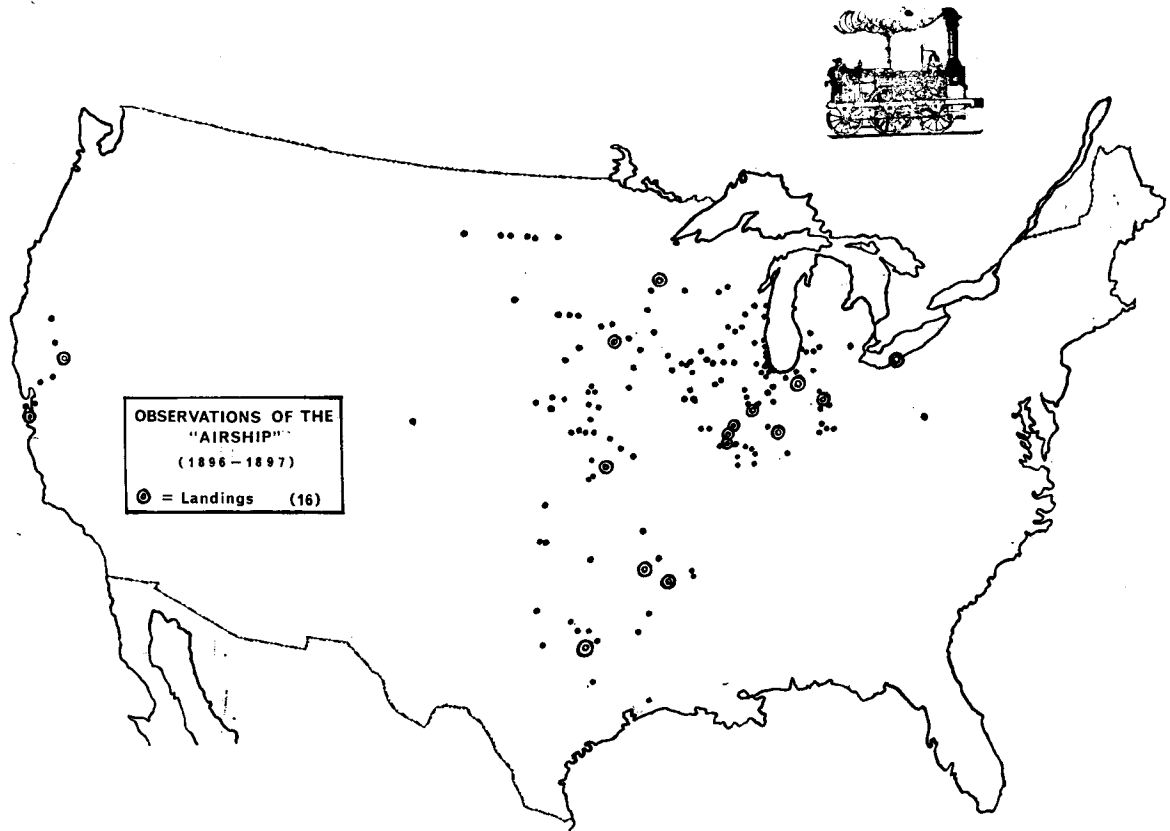 OBSERVATIONS OF THE
"AIRSHIP"
(1896–1897)
= Landings (16)